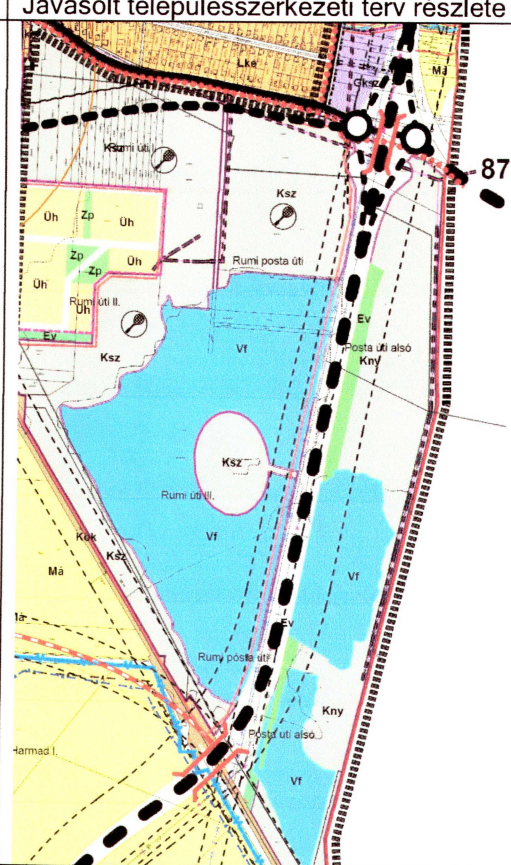 Javasolt településszerkezeti terv részlete
Vf
Lke
Má
Gksz
Rumi úti
87
Ksz
Zp
Üh
Üh
Zp
Zp
Üh
Üh
Rumi posta úti
Rumi úti II.
Üh
Ev
Ev
Ksz
Vf
Posta úti alsó
Kny
Ksz
Rumi úti III.
Kök
Vf
Ksz
Má
Vf
Ev
Rumi posta úti
Kny
Posta úti alsó
Harmad I.
Vf